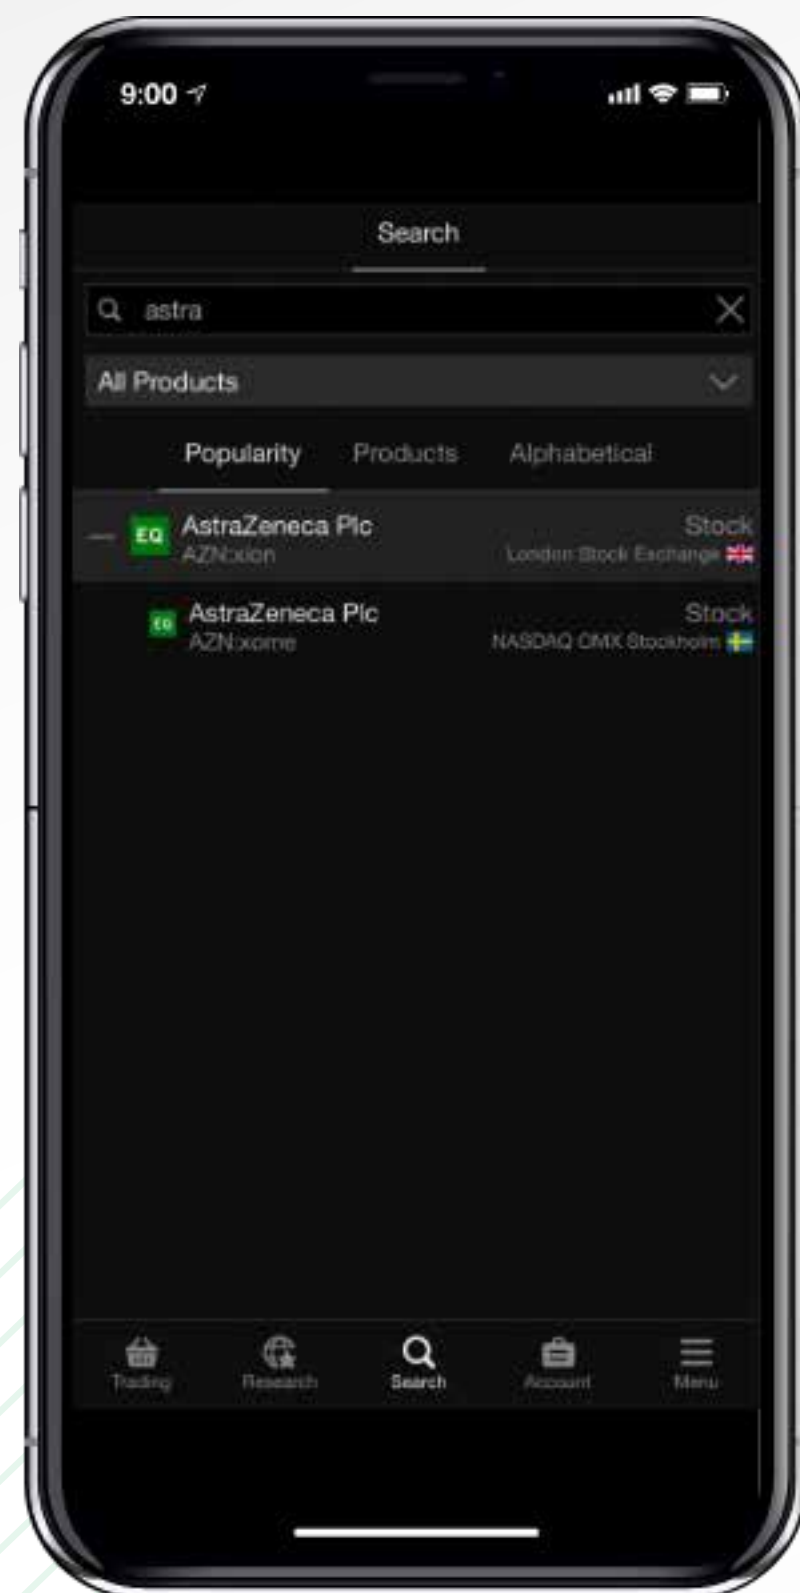 9:00
Search
astra
All Products
Popularity Products Alphabetical
EQ AstraZeneca Plc Stock
AZN:xlon London Stock Exchange
EQ AstraZeneca Plc Stock
AZN:xome NASDAQ OMX Stockholm
Trading Research Search Account Menu